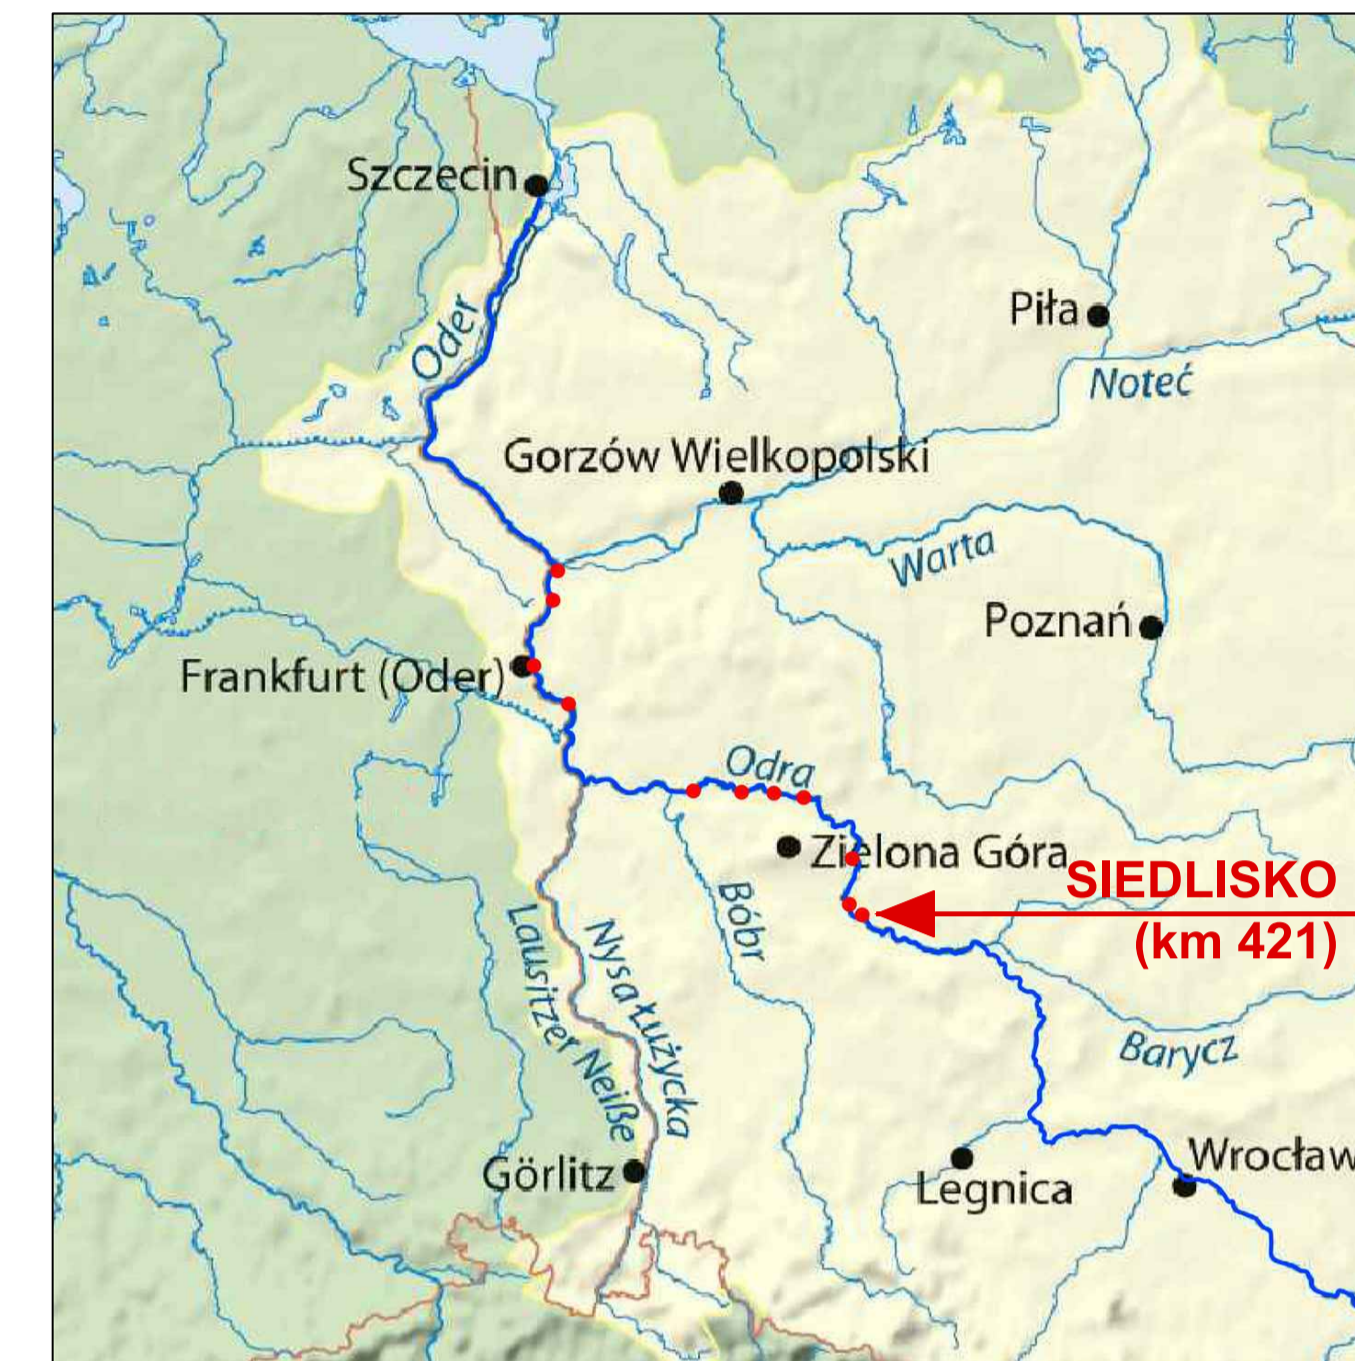 Szczecin
Oder
Piła
Noteć
Gorzów Wielkopolski
Warta
Poznań
Frankfurt (Oder)
Odra
Zielona Góra
SIEDLISKO
(km 421)
Bóbr
Lausitzer Neiße
Nysa Łużycka
Barycz
Görlitz
Legnica
Wrocław